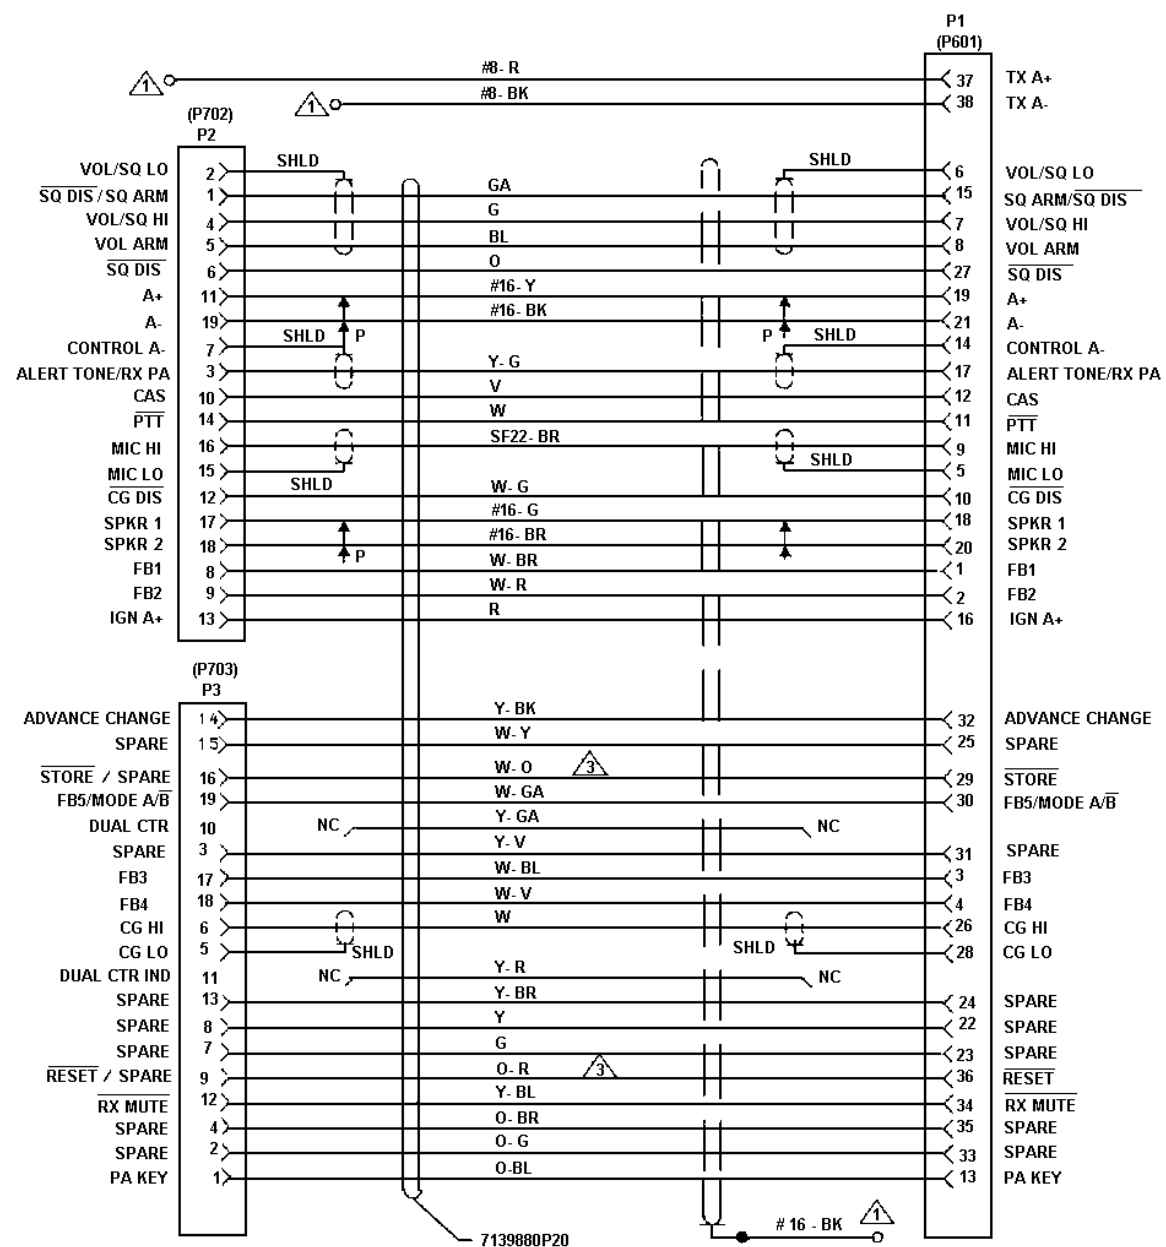 P1
(P601)
#8- R 37 TX A+
1
#8- BK 38 TX A-
1
(P702)
P2
VOL/SQ LO 2 SHLD SHLD 6 VOL/SQ LO
SQ DIS/SQ ARM 1 GA 15 SQ ARM/SQ DIS
VOL/SQ HI 4 G 7 VOL/SQ HI
VOL ARM 5 BL 8 VOL ARM
SQ DIS 6 O 27 SQ DIS
A+ 11 #16- Y 19 A+
A- 19 #16- BK 21 A-
P P
CONTROL A- 7 SHLD SHLD 14 CONTROL A-
ALERT TONE/RX PA 3 Y- G 17 ALERT TONE/RX PA
CAS 10 V 12 CAS
PTT 14 W 11 PTT
MIC HI 16 SF22- BR 9 MIC HI
MIC LO 15 SHLD SHLD 5 MIC LO
CG DIS 12 W- G 10 CG DIS
SPKR 1 17 #16- G 18 SPKR 1
SPKR 2 18 #16- BR 20 SPKR 2
P
FB1 8 W- BR 1 FB1
FB2 9 W- R 2 FB2
IGN A+ 13 R 16 IGN A+
(P703)
P3
ADVANCE CHANGE 14 Y- BK 32 ADVANCE CHANGE
SPARE 15 W- Y 25 SPARE
STORE / SPARE 16 W- O 3 29 STORE
FB5/MODE A/B 19 W- GA 30 FB5/MODE A/B
DUAL CTR 10 NC Y- GA NC
SPARE 3 Y- V 31 SPARE
FB3 17 W- BL 3 FB3
FB4 18 W- V 4 FB4
CG HI 6 W 26 CG HI
CG LO 5 SHLD SHLD 28 CG LO
DUAL CTR IND 11 NC Y- R NC
SPARE 13 Y- BR 24 SPARE
SPARE 8 Y 22 SPARE
SPARE 7 G 23 SPARE
RESET / SPARE 9 O- R 3 36 RESET
RX MUTE 12 Y- BL 34 RX MUTE
SPARE 4 O- BR 35 SPARE
SPARE 2 O- G 33 SPARE
PA KEY 1 O-BL 13 PA KEY
# 16 - BK 1
7139880P20